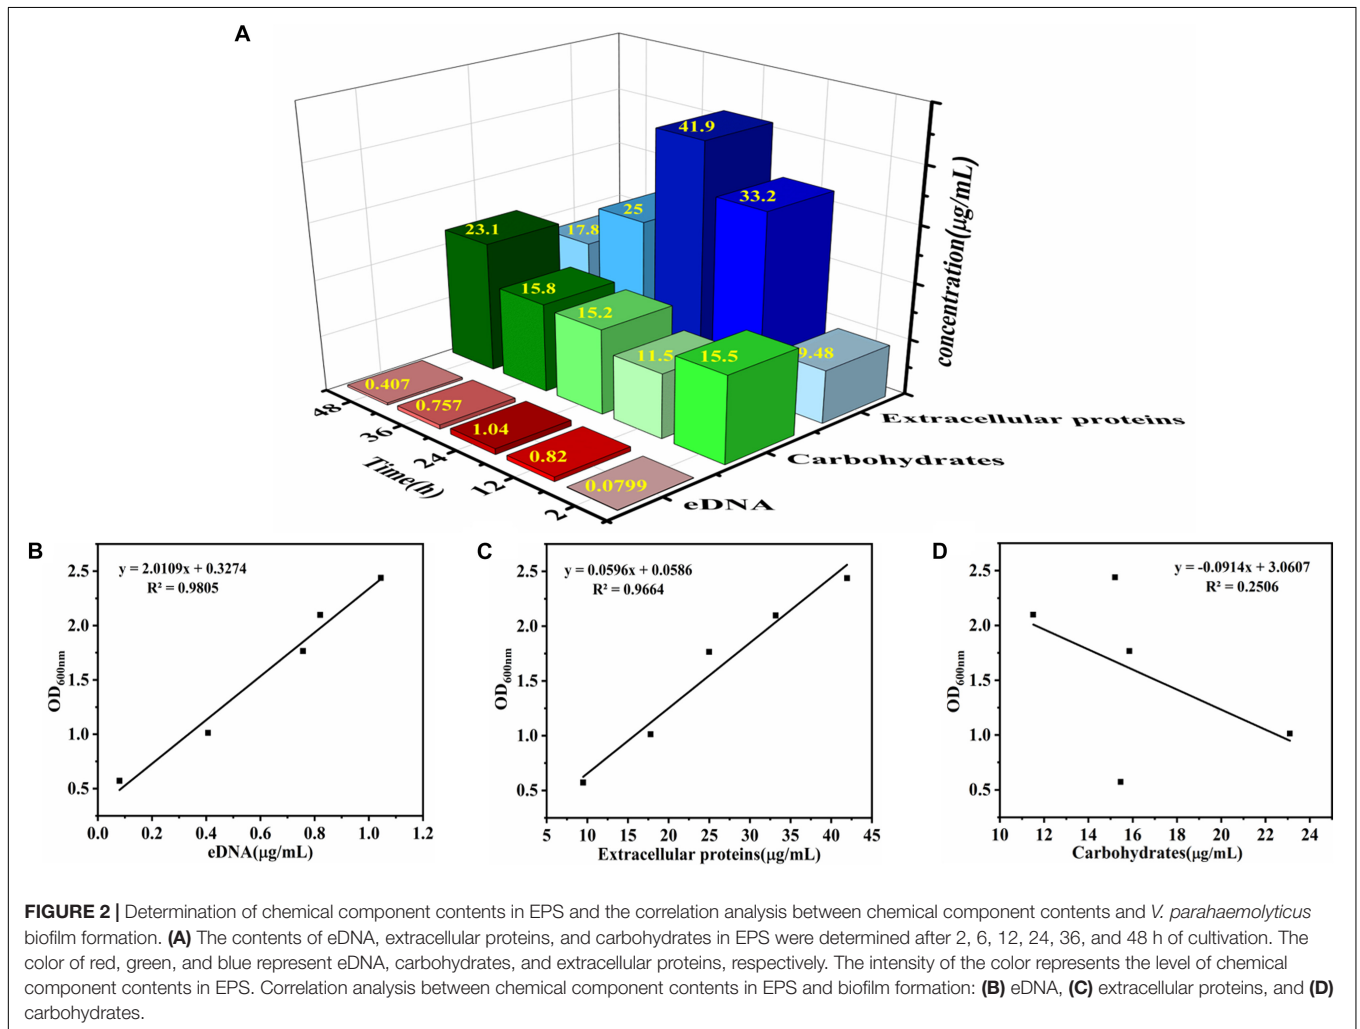 A
41.9
33.2
25
17.8
9.48
23.1
15.8
15.2
11.5
15.5
0.407
0.757
1.04
0.82
0.0799
concentration(μg/mL)
Extracellular proteins
Carbohydrates
eDNA
48
36
24
12
2
Time(h)
B
y = 2.0109x + 0.3274
R² = 0.9805
2.5
2.0
1.5
1.0
0.5
OD600nm
0.0 0.2 0.4 0.6 0.8 1.0 1.2
eDNA(μg/mL)
C
y = 0.0596x + 0.0586
R² = 0.9664
2.5
2.0
1.5
1.0
0.5
OD600nm
5 10 15 20 25 30 35 40 45
Extracellular proteins(μg/mL)
D
y = -0.0914x + 3.0607
R² = 0.2506
2.5
2.0
1.5
1.0
0.5
OD600nm
10 12 14 16 18 20 22 24
Carbohydrates(μg/mL)
FIGURE 2 | Determination of chemical component contents in EPS and the correlation analysis between chemical component contents and V. parahaemolyticus
biofilm formation. (A) The contents of eDNA, extracellular proteins, and carbohydrates in EPS were determined after 2, 6, 12, 24, 36, and 48 h of cultivation. The
color of red, green, and blue represent eDNA, carbohydrates, and extracellular proteins, respectively. The intensity of the color represents the level of chemical
component contents in EPS. Correlation analysis between chemical component contents in EPS and biofilm formation: (B) eDNA, (C) extracellular proteins, and (D)
carbohydrates.